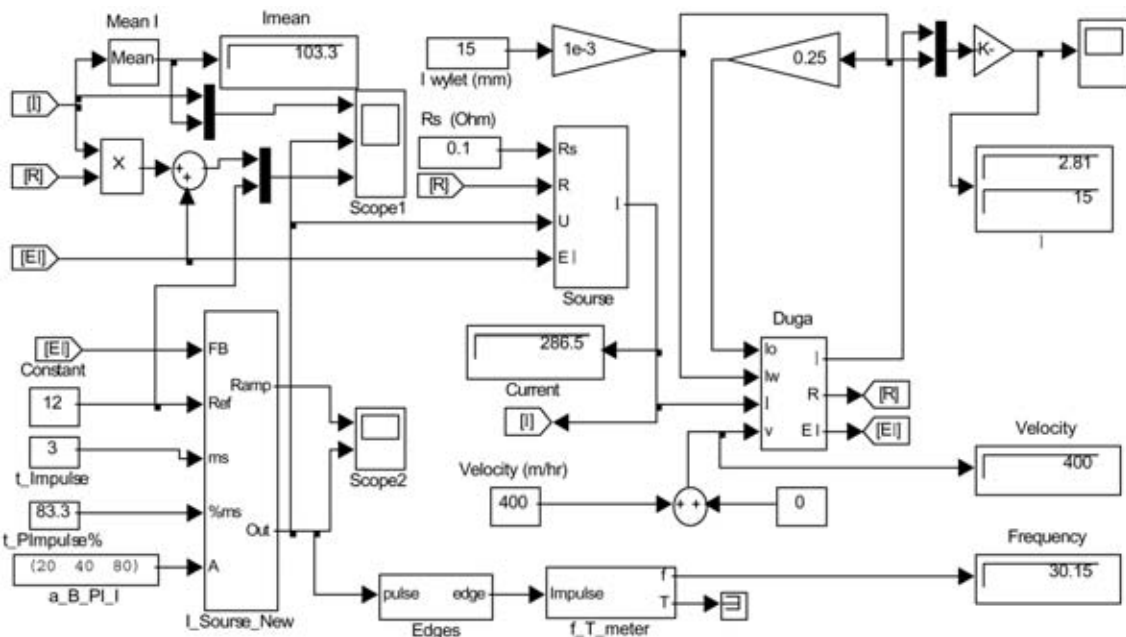 Mean I
Mean
Imean
103.3
[I]
[R]
X
+
+
[EI]
Scope1
15
I wylet (mm)
1e-3
0.25
-K-
Rs (Ohm)
0.1
[R]
Rs
R
U
E I
I
Sourse
2.81
15
l
Duga
lo
lw
I
v
l
R
E I
[R]
[EI]
286.5
Current
[I]
[EI]
Constant
12
3
t_Impulse
83.3
t_PImpulse%
(20 40 80)
a_B_PI_I
FB
Ref
ms
%ms
A
Ramp
Out
I_Sourse_New
Scope2
Velocity (m/hr)
400
+ +
0
Velocity
400
pulse edge
Edges
Impulse
f
T
f_T_meter
Frequency
30.15